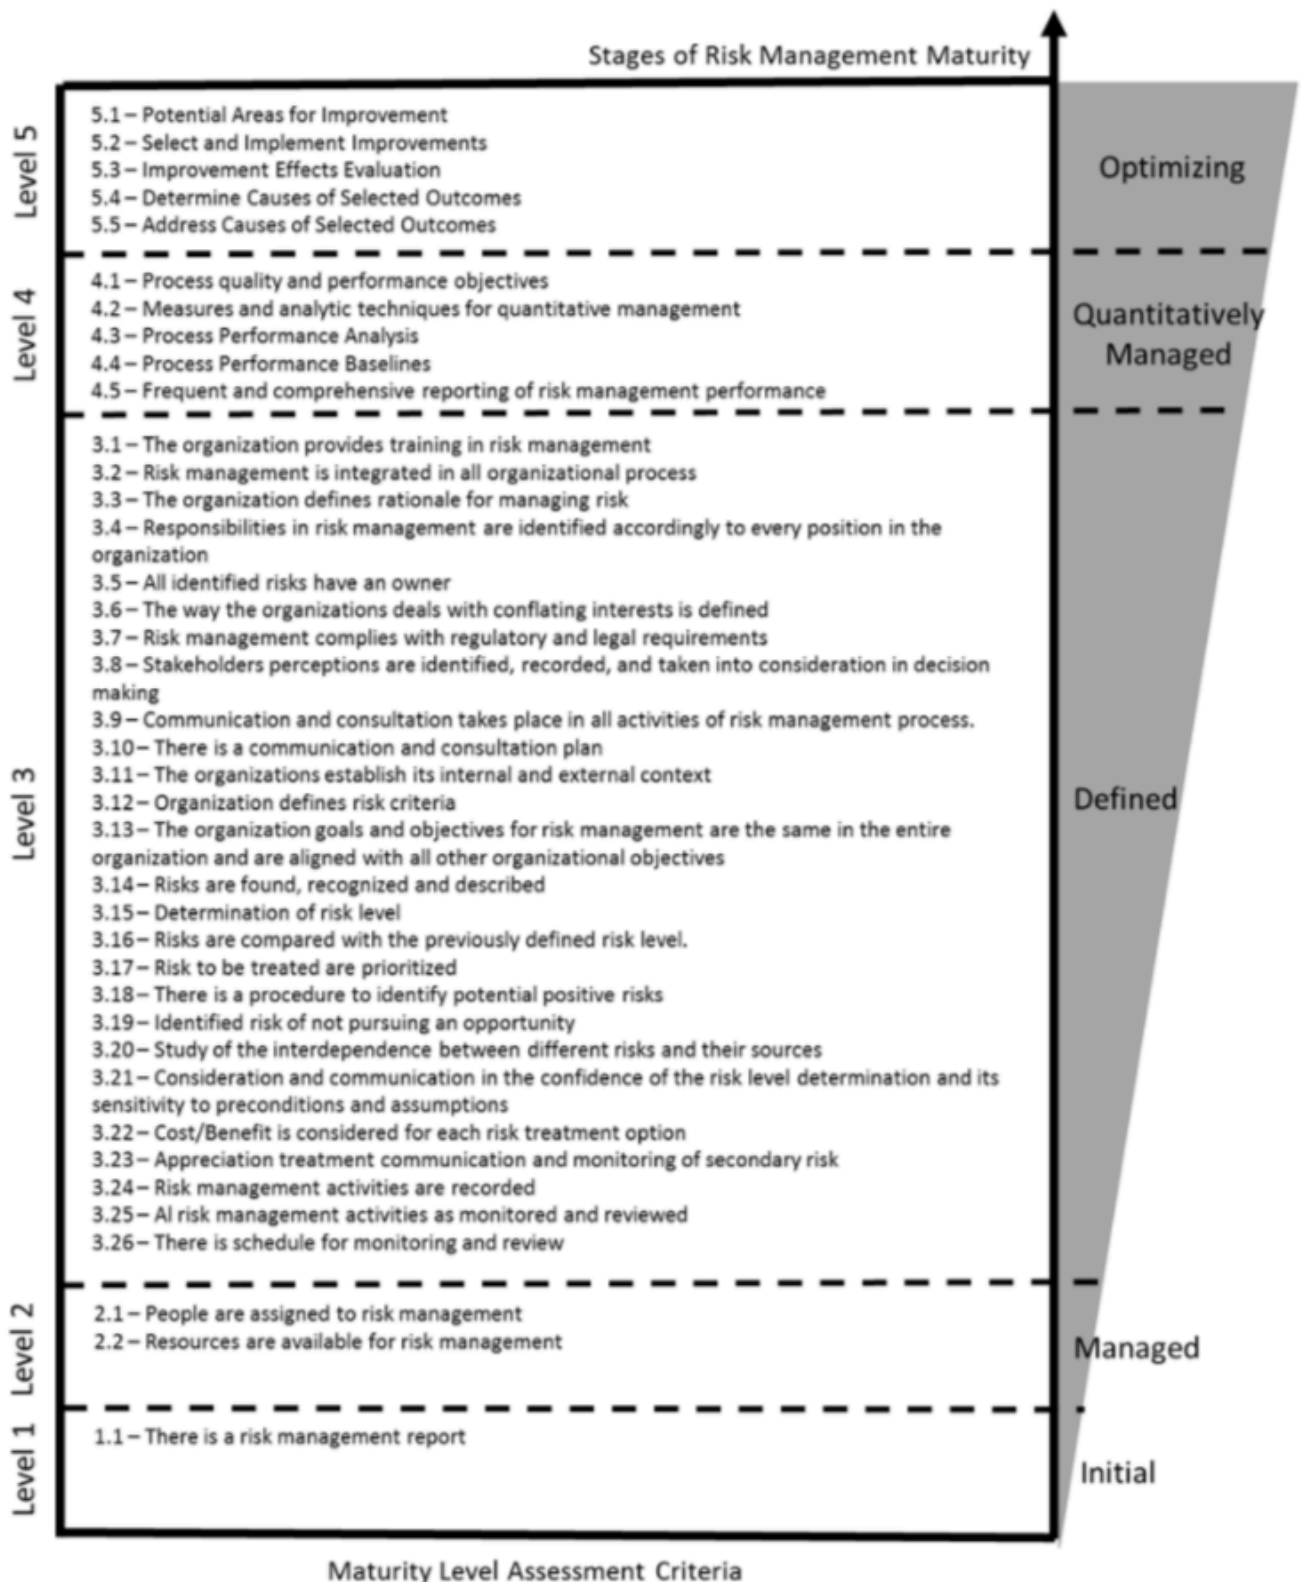 Stages of Risk Management Maturity
Level 5
5.1 – Potential Areas for Improvement
5.2 – Select and Implement Improvements
5.3 – Improvement Effects Evaluation
5.4 – Determine Causes of Selected Outcomes
5.5 – Address Causes of Selected Outcomes
Optimizing
Level 4
4.1 – Process quality and performance objectives
4.2 – Measures and analytic techniques for quantitative management
4.3 – Process Performance Analysis
4.4 – Process Performance Baselines
4.5 – Frequent and comprehensive reporting of risk management performance
Quantitatively
Managed
Level 3
3.1 – The organization provides training in risk management
3.2 – Risk management is integrated in all organizational process
3.3 – The organization defines rationale for managing risk
3.4 – Responsibilities in risk management are identified accordingly to every position in the
organization
3.5 – All identified risks have an owner
3.6 – The way the organizations deals with conflating interests is defined
3.7 – Risk management complies with regulatory and legal requirements
3.8 – Stakeholders perceptions are identified, recorded, and taken into consideration in decision
making
3.9 – Communication and consultation takes place in all activities of risk management process.
3.10 – There is a communication and consultation plan
3.11 – The organizations establish its internal and external context
3.12 – Organization defines risk criteria
3.13 – The organization goals and objectives for risk management are the same in the entire
organization and are aligned with all other organizational objectives
3.14 – Risks are found, recognized and described
3.15 – Determination of risk level
3.16 – Risks are compared with the previously defined risk level.
3.17 – Risk to be treated are prioritized
3.18 – There is a procedure to identify potential positive risks
3.19 – Identified risk of not pursuing an opportunity
3.20 – Study of the interdependence between different risks and their sources
3.21 – Consideration and communication in the confidence of the risk level determination and its
sensitivity to preconditions and assumptions
3.22 – Cost/Benefit is considered for each risk treatment option
3.23 – Appreciation treatment communication and monitoring of secondary risk
3.24 – Risk management activities are recorded
3.25 – Al risk management activities as monitored and reviewed
3.26 – There is schedule for monitoring and review
Defined
Level 2
2.1 – People are assigned to risk management
2.2 – Resources are available for risk management
Managed
Level 1
1.1 – There is a risk management report
Initial
Maturity Level Assessment Criteria